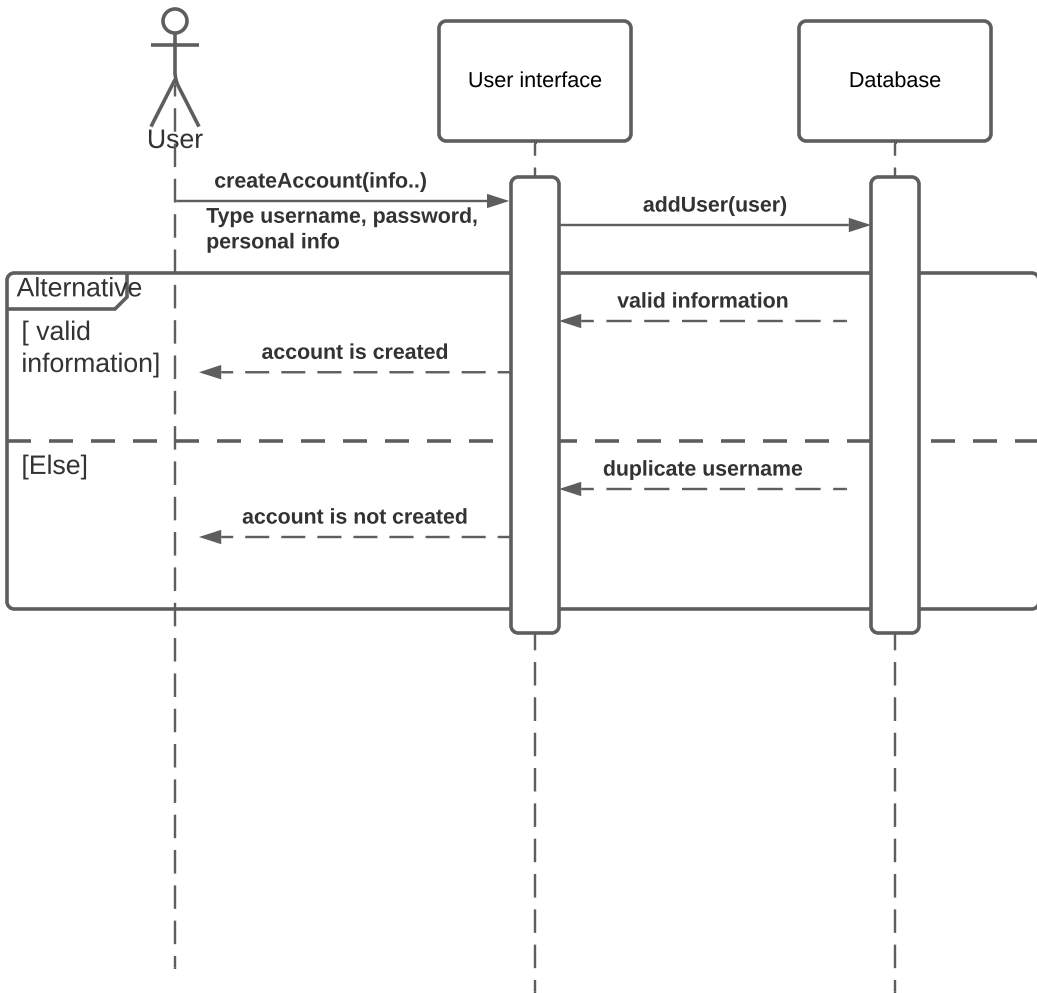 User interface
Database
User
createAccount(info..)
Type username, password,
personal info
addUser(user)
Alternative
[ valid
information]
valid information
account is created
[Else]
duplicate username
account is not created